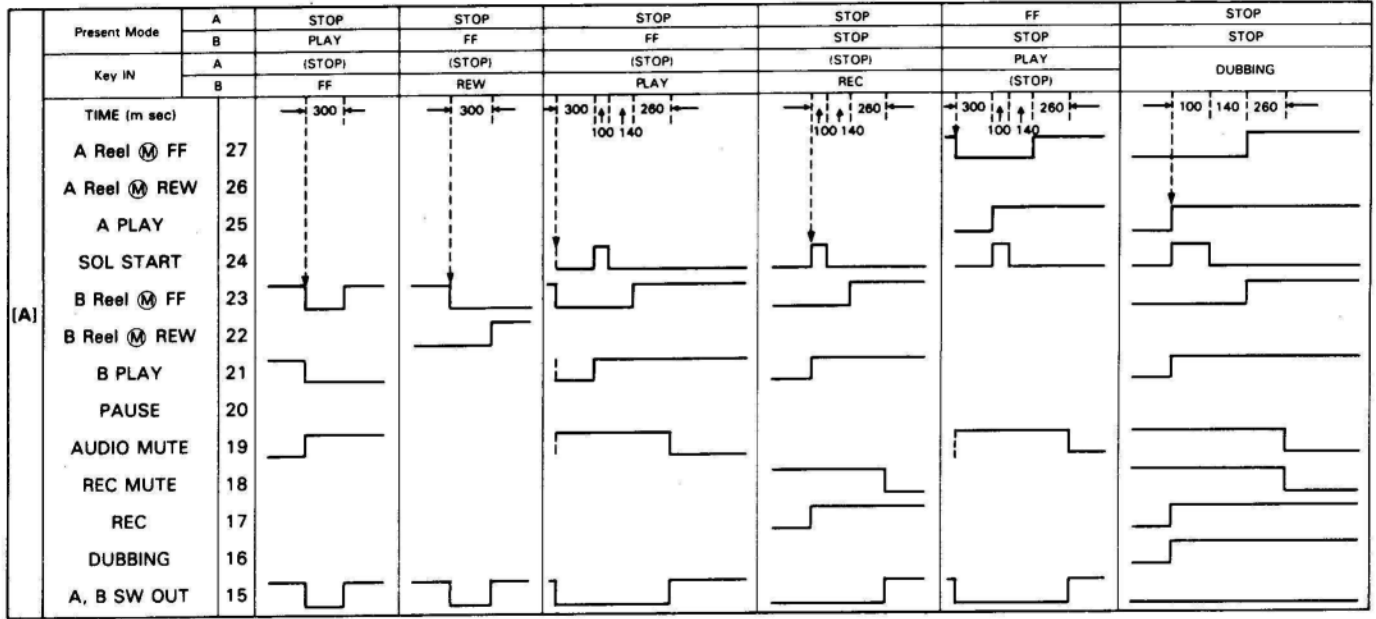 Present Mode A STOP STOP STOP STOP FF STOP
B PLAY FF FF STOP STOP STOP
Key IN A (STOP) (STOP) (STOP) (STOP) PLAY DUBBING
B FF REW PLAY REC (STOP)
TIME (m sec) 300 300 300 260 260 300 260 100 140 260
100 140 100 140 100 140
A Reel Ⓜ FF 27
A Reel Ⓜ REW 26
A PLAY 25
SOL START 24
B Reel Ⓜ FF 23
[A]
B Reel Ⓜ REW 22
B PLAY 21
PAUSE 20
AUDIO MUTE 19
REC MUTE 18
REC 17
DUBBING 16
A, B SW OUT 15